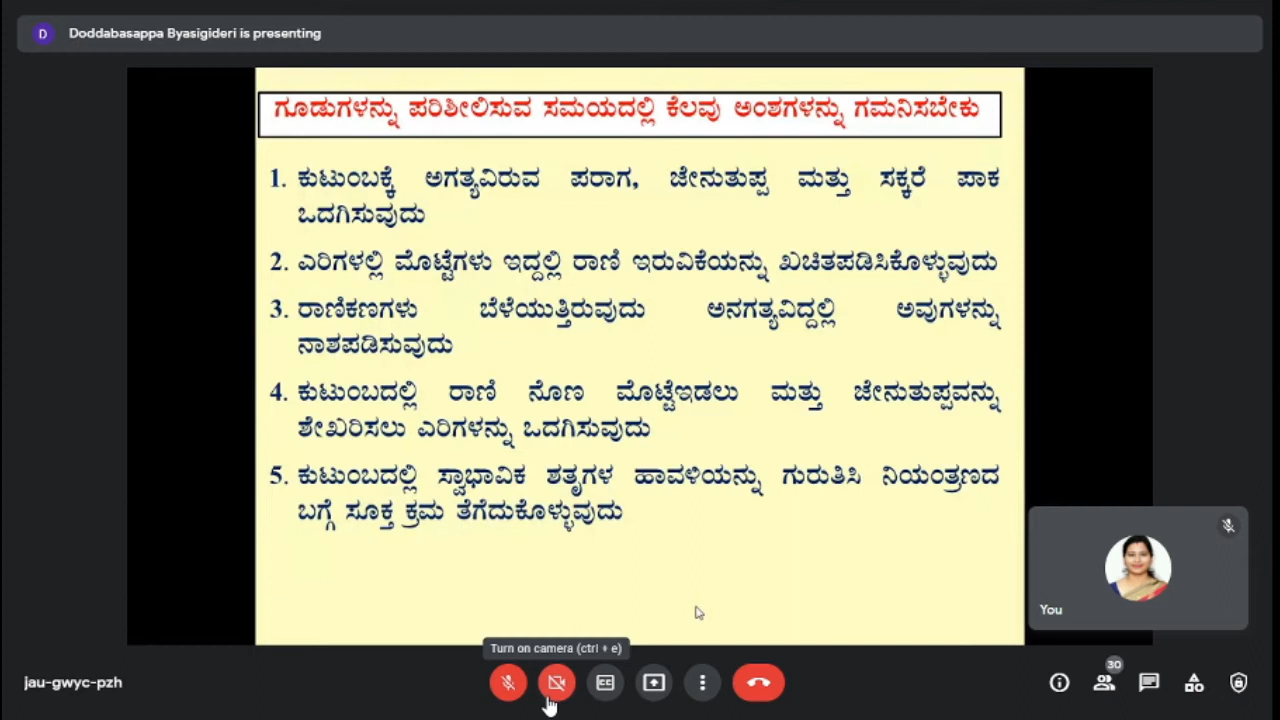 D Doddabasappa Byasigideri is presenting
ಗೂಡುಗಳನ್ನು ಪರಿಶೀಲಿಸುವ ಸಮಯದಲ್ಲಿ ಕೆಲವು ಅಂಶಗಳನ್ನು ಗಮನಿಸಬೇಕು
1. ಕುಟುಂಬಕ್ಕೆ ಅಗತ್ಯವಿರುವ ಪರಾಗ, ಜೇನುತುಪ್ಪ ಮತ್ತು ಸಕ್ಕರೆ ಪಾಕ
ಒದಗಿಸುವುದು
2. ಎರಿಗಳಲ್ಲಿ ಮೊಟ್ಟೆಗಳು ಇದ್ದಲ್ಲಿ ರಾಣಿ ಇರುವಿಕೆಯನ್ನು ಖಚಿತಪಡಿಸಿಕೊಳ್ಳುವುದು
3. ರಾಣಿಕಣಗಳು ಬೆಳೆಯುತ್ತಿರುವುದು ಅನಗತ್ಯವಿದ್ದಲ್ಲಿ ಅವುಗಳನ್ನು
ನಾಶಪಡಿಸುವುದು
4. ಕುಟುಂಬದಲ್ಲಿ ರಾಣಿ ನೊಣ ಮೊಟ್ಟೆಇಡಲು ಮತ್ತು ಜೇನುತುಪ್ಪವನ್ನು
ಶೇಖರಿಸಲು ಎರಿಗಳನ್ನು ಒದಗಿಸುವುದು
5. ಕುಟುಂಬದಲ್ಲಿ ಸ್ವಾಭಾವಿಕ ಶತೃಗಳ ಹಾವಳಿಯನ್ನು ಗುರುತಿಸಿ ನಿಯಂತ್ರಣದ
ಬಗ್ಗೆ ಸೂಕ್ತ ಕ್ರಮ ತೆಗೆದುಕೊಳ್ಳುವುದು
You
Turn on camera (ctrl + e)
30
jau-gwyc-pzh
CC